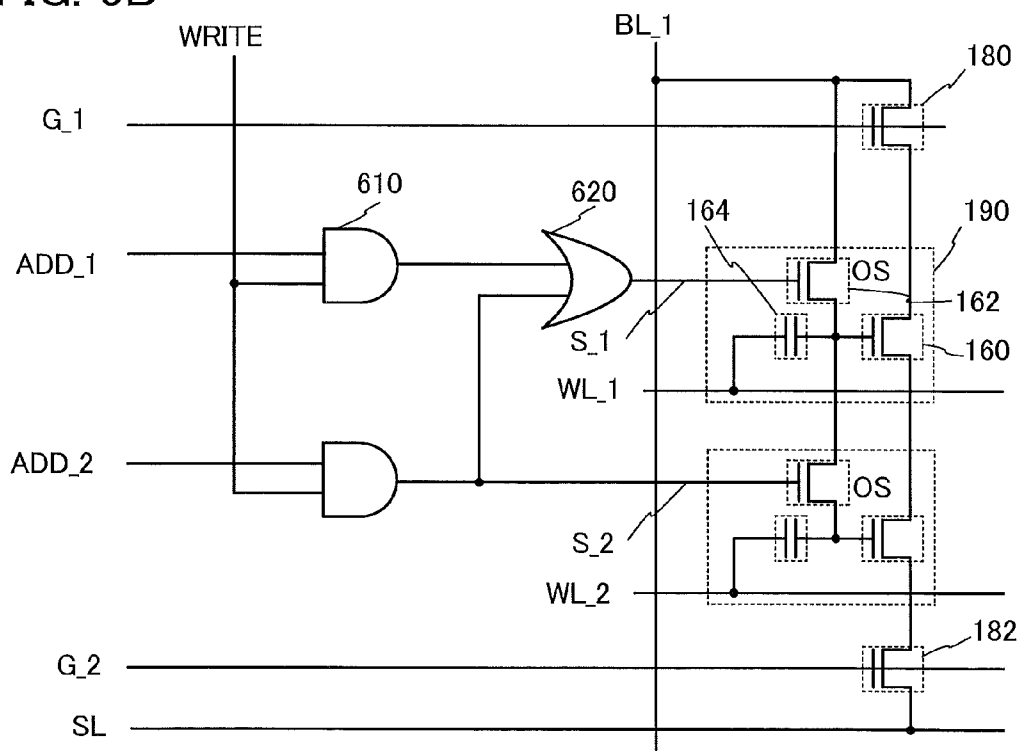 WRITE
BL_1
180
G_1
610
620
164
190
ADD_1
OS
162
S_1
160
WL_1
ADD_2
OS
S_2
WL_2
182
G_2
SL